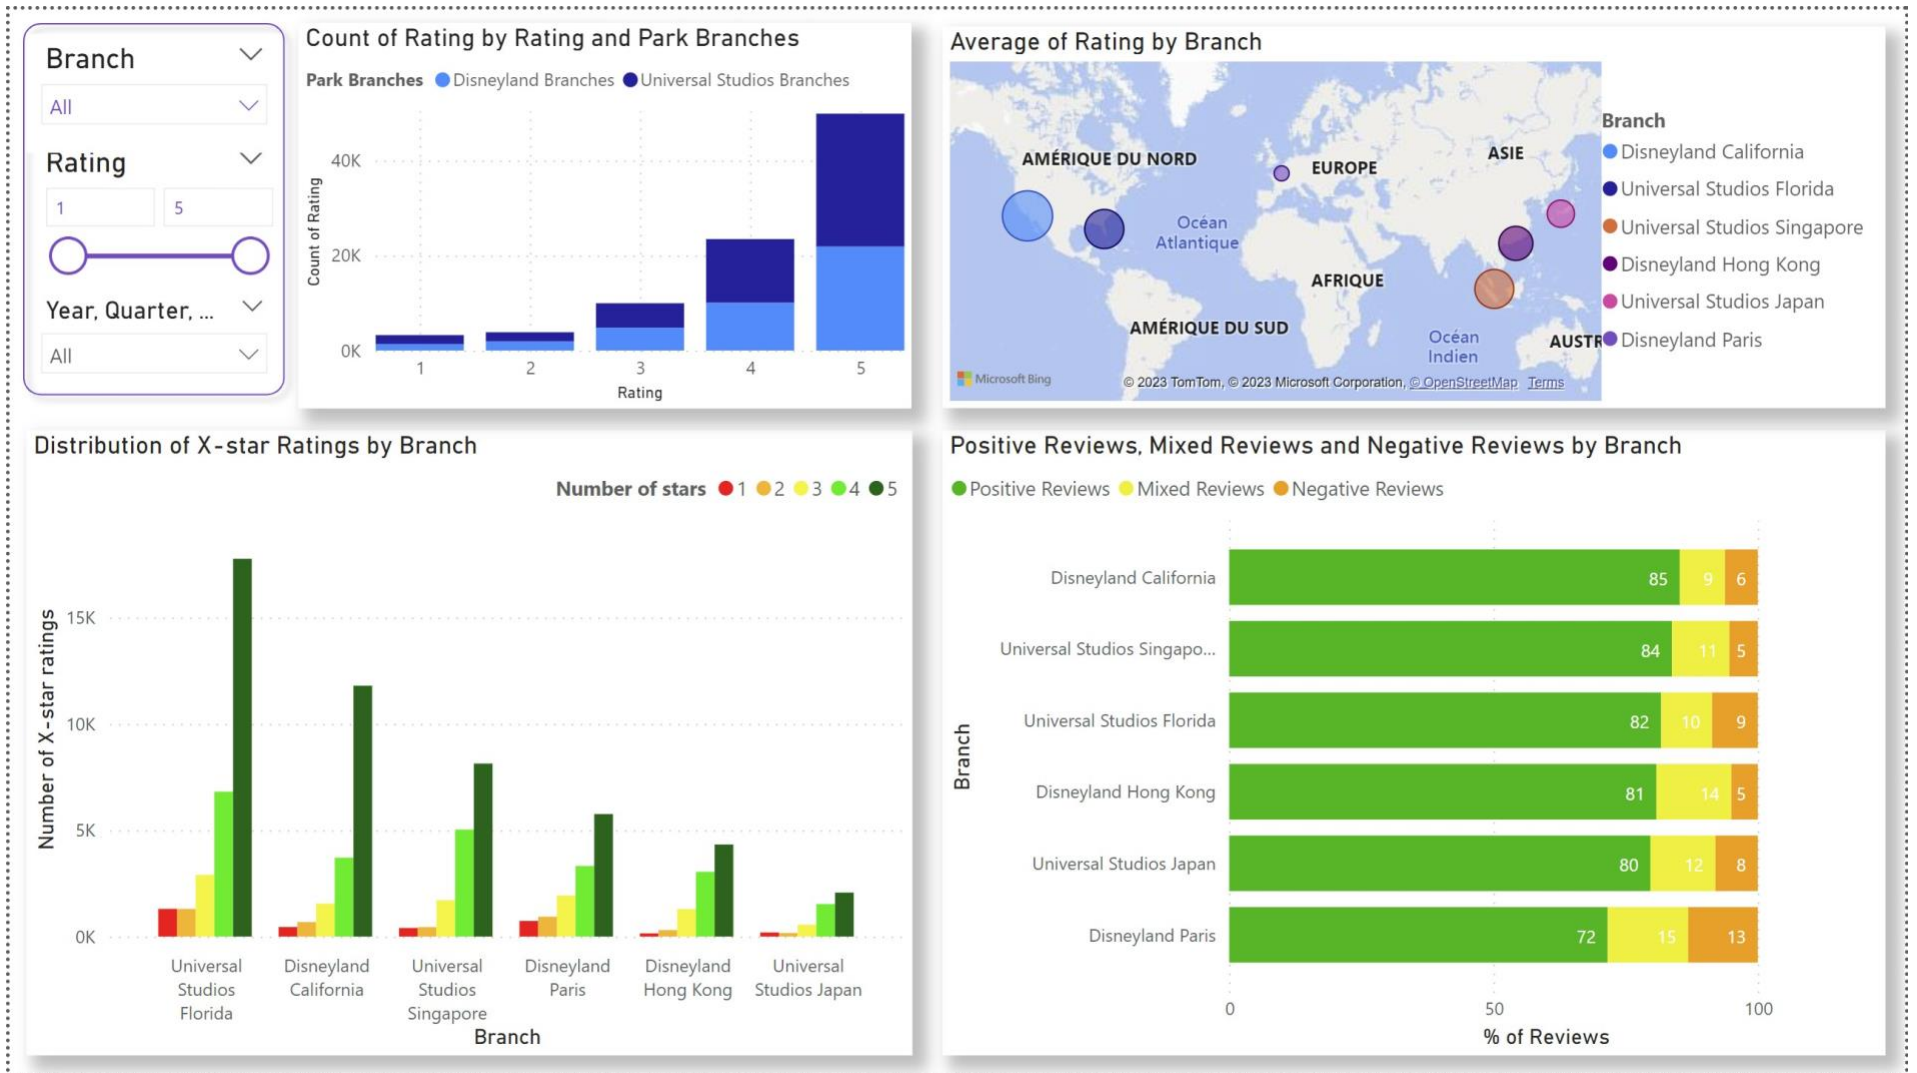 Branch
All
Rating
1
5
Year, Quarter, ...
All
Count of Rating by Rating and Park Branches
Park Branches Disneyland Branches Universal Studios Branches
Count of Rating
40K
20K
0K
1 2 3 4 5
Rating
Average of Rating by Branch
AMÉRIQUE DU NORD
EUROPE
ASIE
Océan
Atlantique
AFRIQUE
AMÉRIQUE DU SUD
Océan
Indien
AUSTR
Microsoft Bing
© 2023 TomTom, © 2023 Microsoft Corporation, © OpenStreetMap Terms
Branch
Disneyland California
Universal Studios Florida
Universal Studios Singapore
Disneyland Hong Kong
Universal Studios Japan
Disneyland Paris
Distribution of X-star Ratings by Branch
Number of stars 1 2 3 4 5
Number of X-star ratings
15K
10K
5K
0K
Universal
Studios
Florida
Disneyland
California
Universal
Studios
Singapore
Disneyland
Paris
Disneyland
Hong Kong
Universal
Studios Japan
Branch
Positive Reviews, Mixed Reviews and Negative Reviews by Branch
Positive Reviews Mixed Reviews Negative Reviews
Branch
Disneyland California 85 9 6
Universal Studios Singapo... 84 11 5
Universal Studios Florida 82 10 9
Disneyland Hong Kong 81 14 5
Universal Studios Japan 80 12 8
Disneyland Paris 72 15 13
0 50 100
% of Reviews